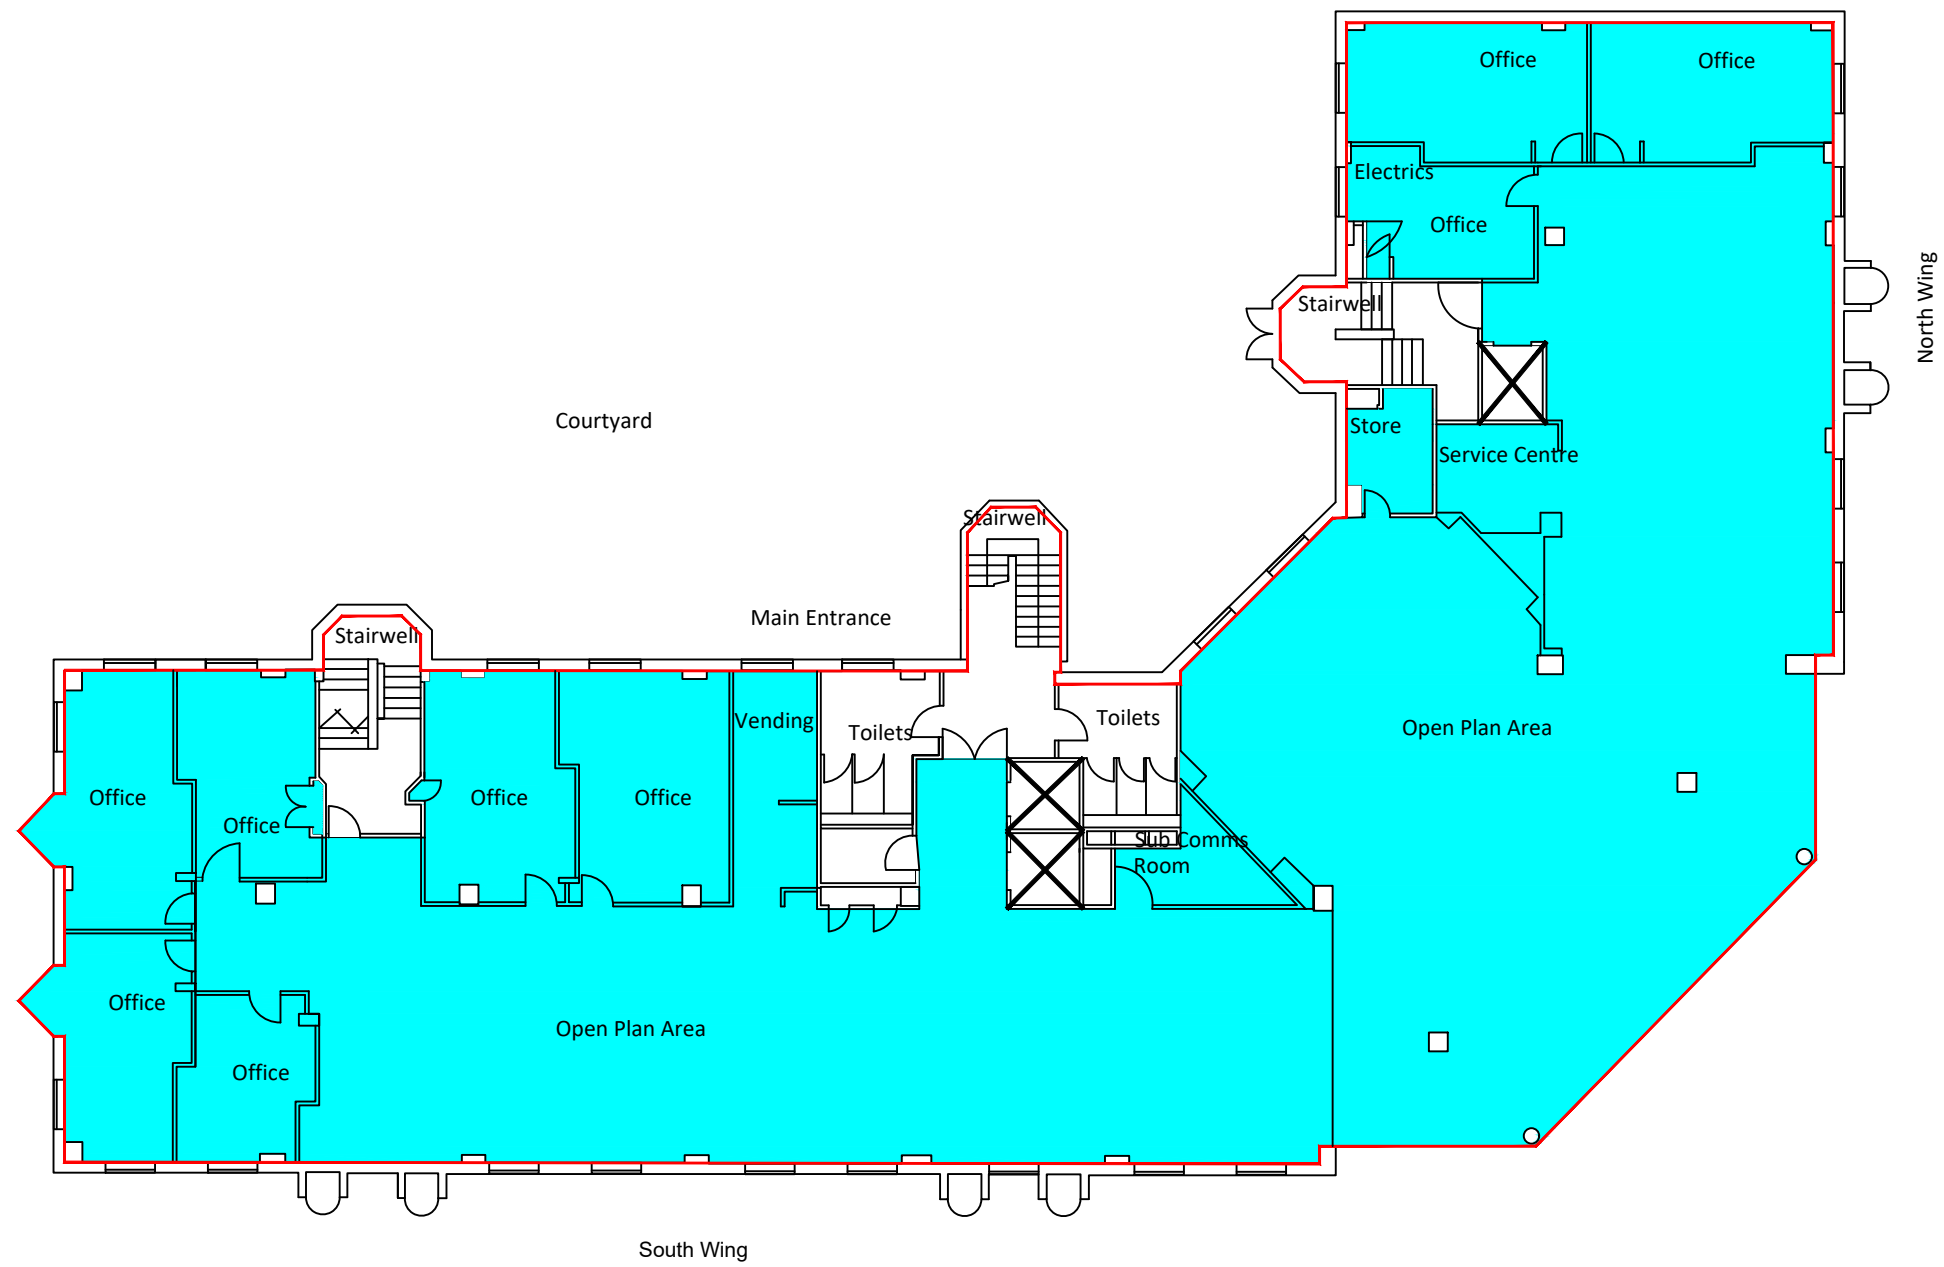 Office
Office
Electrics
Office
North Wing
Stairwell
Courtyard
Store
Service Centre
Stairwell
Main Entrance
Stairwell
Vending
Toilets
Toilets
Open Plan Area
Office
Office
Office
Office
Sub Comms
Room
Office
Open Plan Area
Office
South Wing